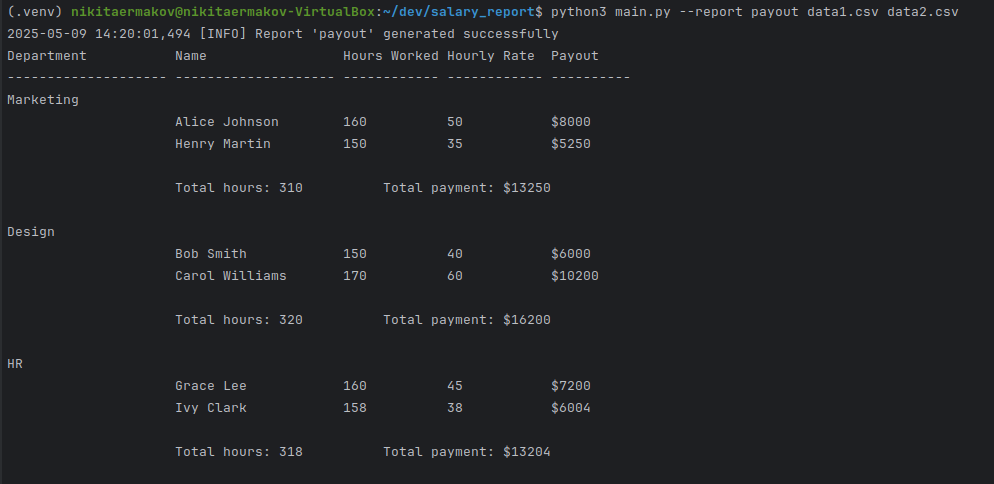 (.venv) nikitaermakov@nikitaermakov-VirtualBox:~/dev/salary_report$ python3 main.py --report payout data1.csv data2.csv
2025-05-09 14:20:01,494 [INFO] Report 'payout' generated successfully
Department           Name                 Hours Worked Hourly Rate  Payout
-------------------- -------------------- ------------ ------------ ----------
Marketing
                     Alice Johnson        160          50           $8000
                     Henry Martin         150          35           $5250
                     Total hours: 310          Total payment: $13250
Design
                     Bob Smith            150          40           $6000
                     Carol Williams       170          60           $10200
                     Total hours: 320          Total payment: $16200
HR
                     Grace Lee            160          45           $7200
                     Ivy Clark            158          38           $6004
                     Total hours: 318          Total payment: $13204